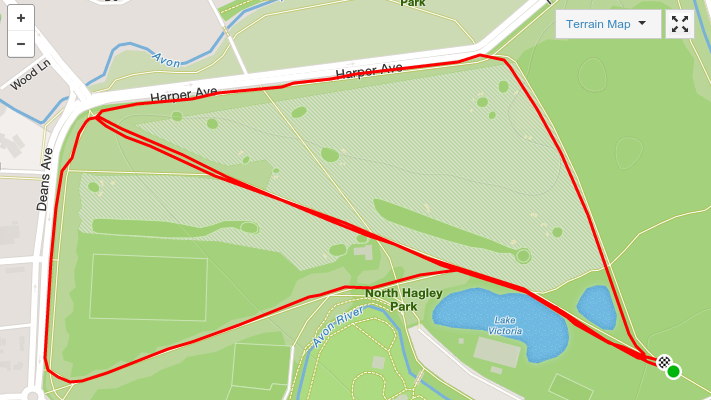 Park
+
−
Terrain Map
Avon
Wood Ln
Harper Ave
Harper Ave
Deans Ave
North Hagley
Park
Lake
Victoria
Avon River